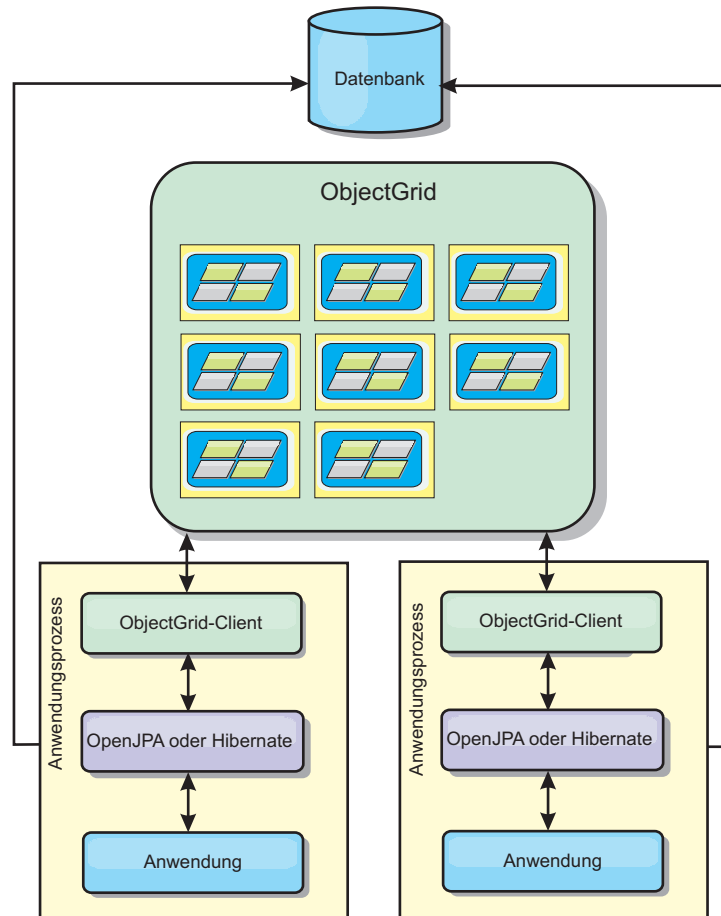 Datenbank
ObjectGrid
Anwendungsprozess
ObjectGrid-Client
OpenJPA oder Hibernate
Anwendung
Anwendungsprozess
ObjectGrid-Client
OpenJPA oder Hibernate
Anwendung